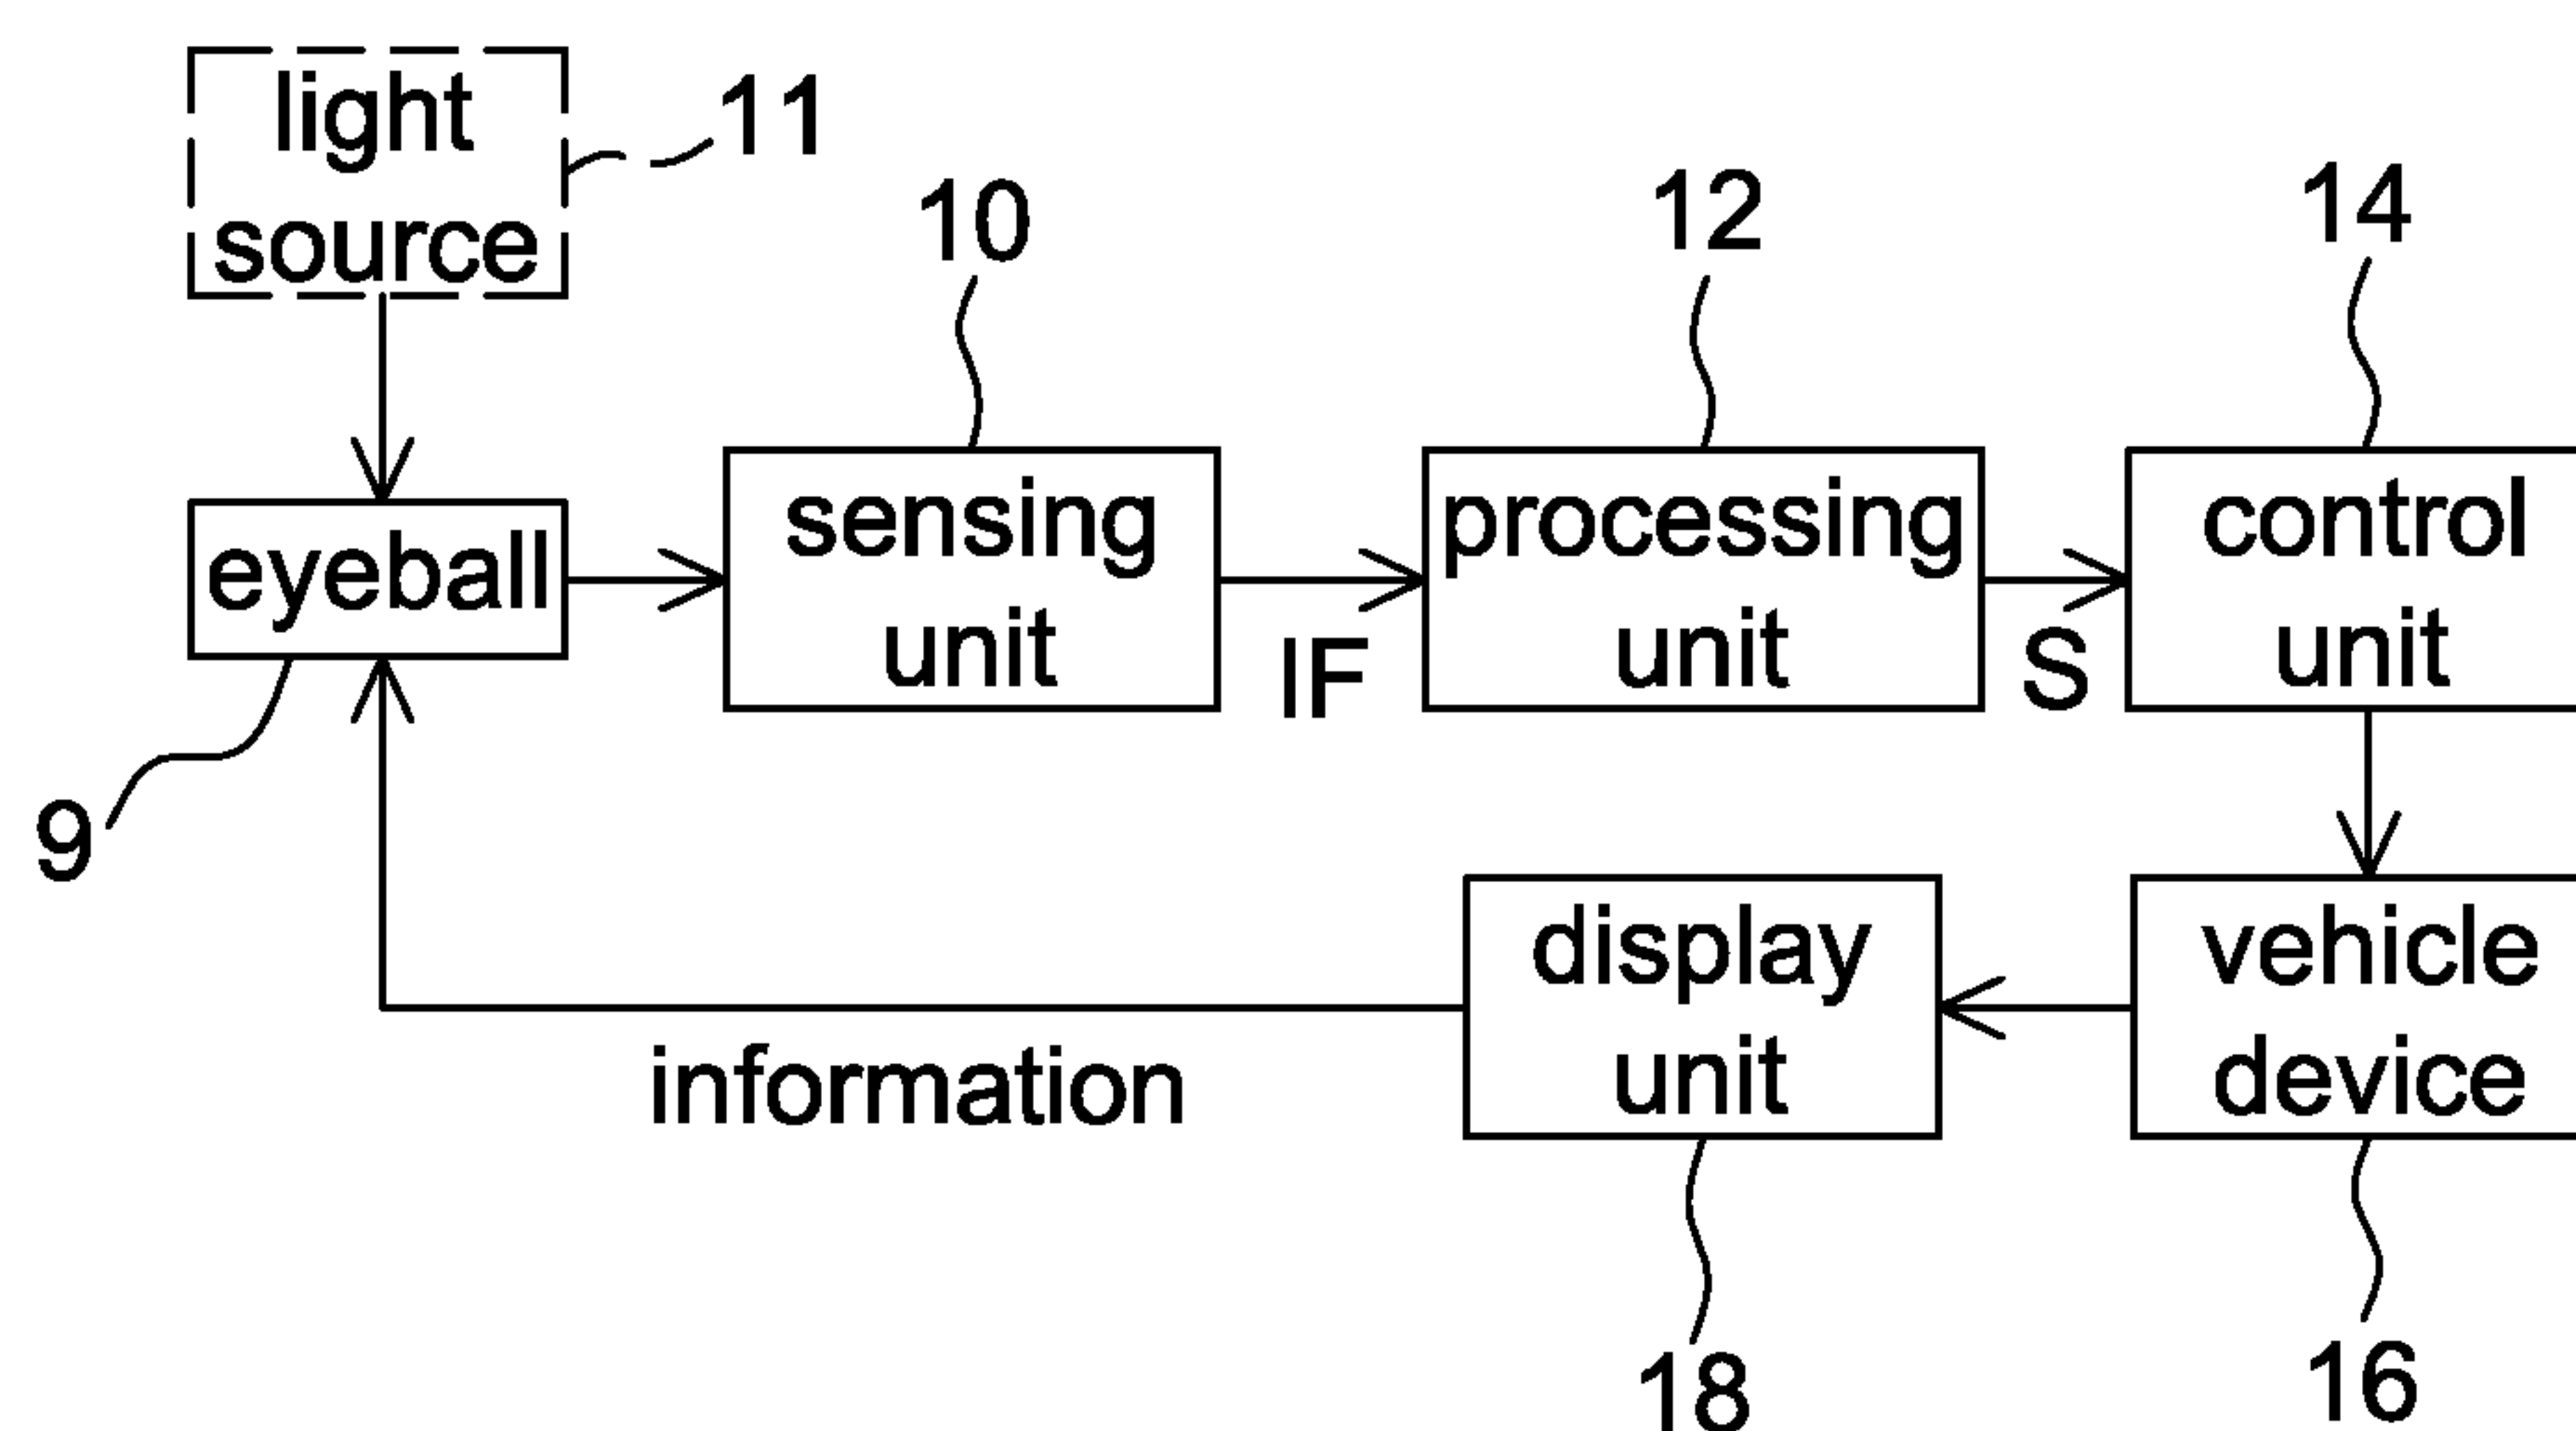 light
source
11
10
12
14
eyeball
sensing
unit
IF
processing
unit
S
control
unit
9
information
display
unit
vehicle
device
18
16